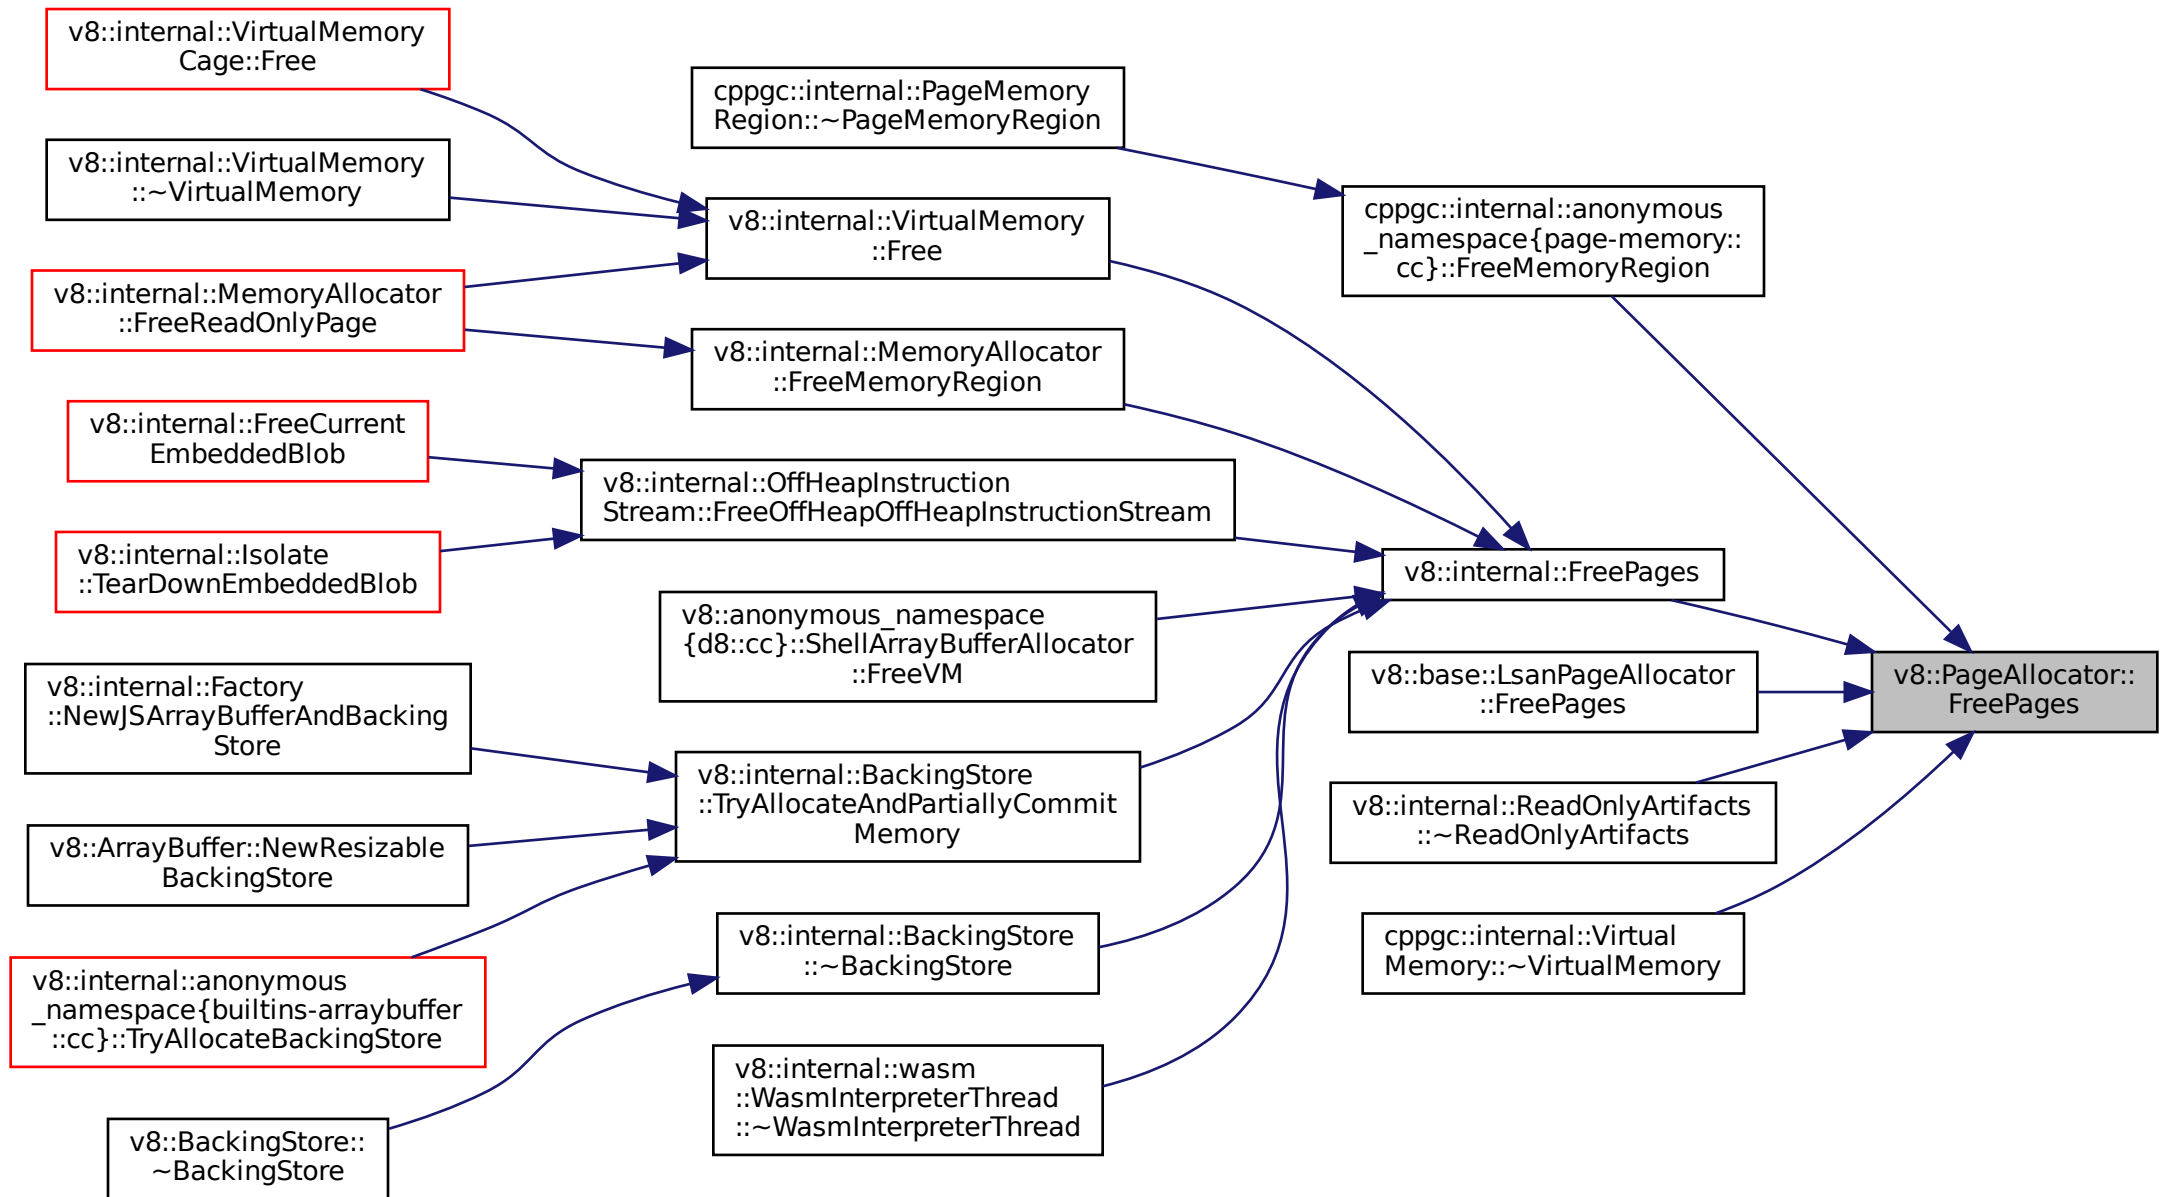 v8::internal::VirtualMemory
Cage::Free
v8::internal::VirtualMemory
::~VirtualMemory
v8::internal::MemoryAllocator
::FreeReadOnlyPage
v8::internal::FreeCurrent
EmbeddedBlob
v8::internal::Isolate
::TearDownEmbeddedBlob
v8::internal::Factory
::NewJSArrayBufferAndBacking
Store
v8::ArrayBuffer::NewResizable
BackingStore
v8::internal::anonymous
_namespace{builtins-arraybuffer
::cc}::TryAllocateBackingStore
v8::BackingStore::
~BackingStore
cppgc::internal::PageMemory
Region::~PageMemoryRegion
v8::internal::VirtualMemory
::Free
v8::internal::MemoryAllocator
::FreeMemoryRegion
v8::internal::OffHeapInstruction
Stream::FreeOffHeapOffHeapInstructionStream
v8::anonymous_namespace
{d8::cc}::ShellArrayBufferAllocator
::FreeVM
v8::internal::BackingStore
::TryAllocateAndPartiallyCommit
Memory
v8::internal::BackingStore
::~BackingStore
v8::internal::wasm
::WasmInterpreterThread
::~WasmInterpreterThread
cppgc::internal::anonymous
_namespace{page-memory::
cc}::FreeMemoryRegion
v8::internal::FreePages
v8::base::LsanPageAllocator
::FreePages
v8::internal::ReadOnlyArtifacts
::~ReadOnlyArtifacts
cppgc::internal::Virtual
Memory::~VirtualMemory
v8::PageAllocator::
FreePages